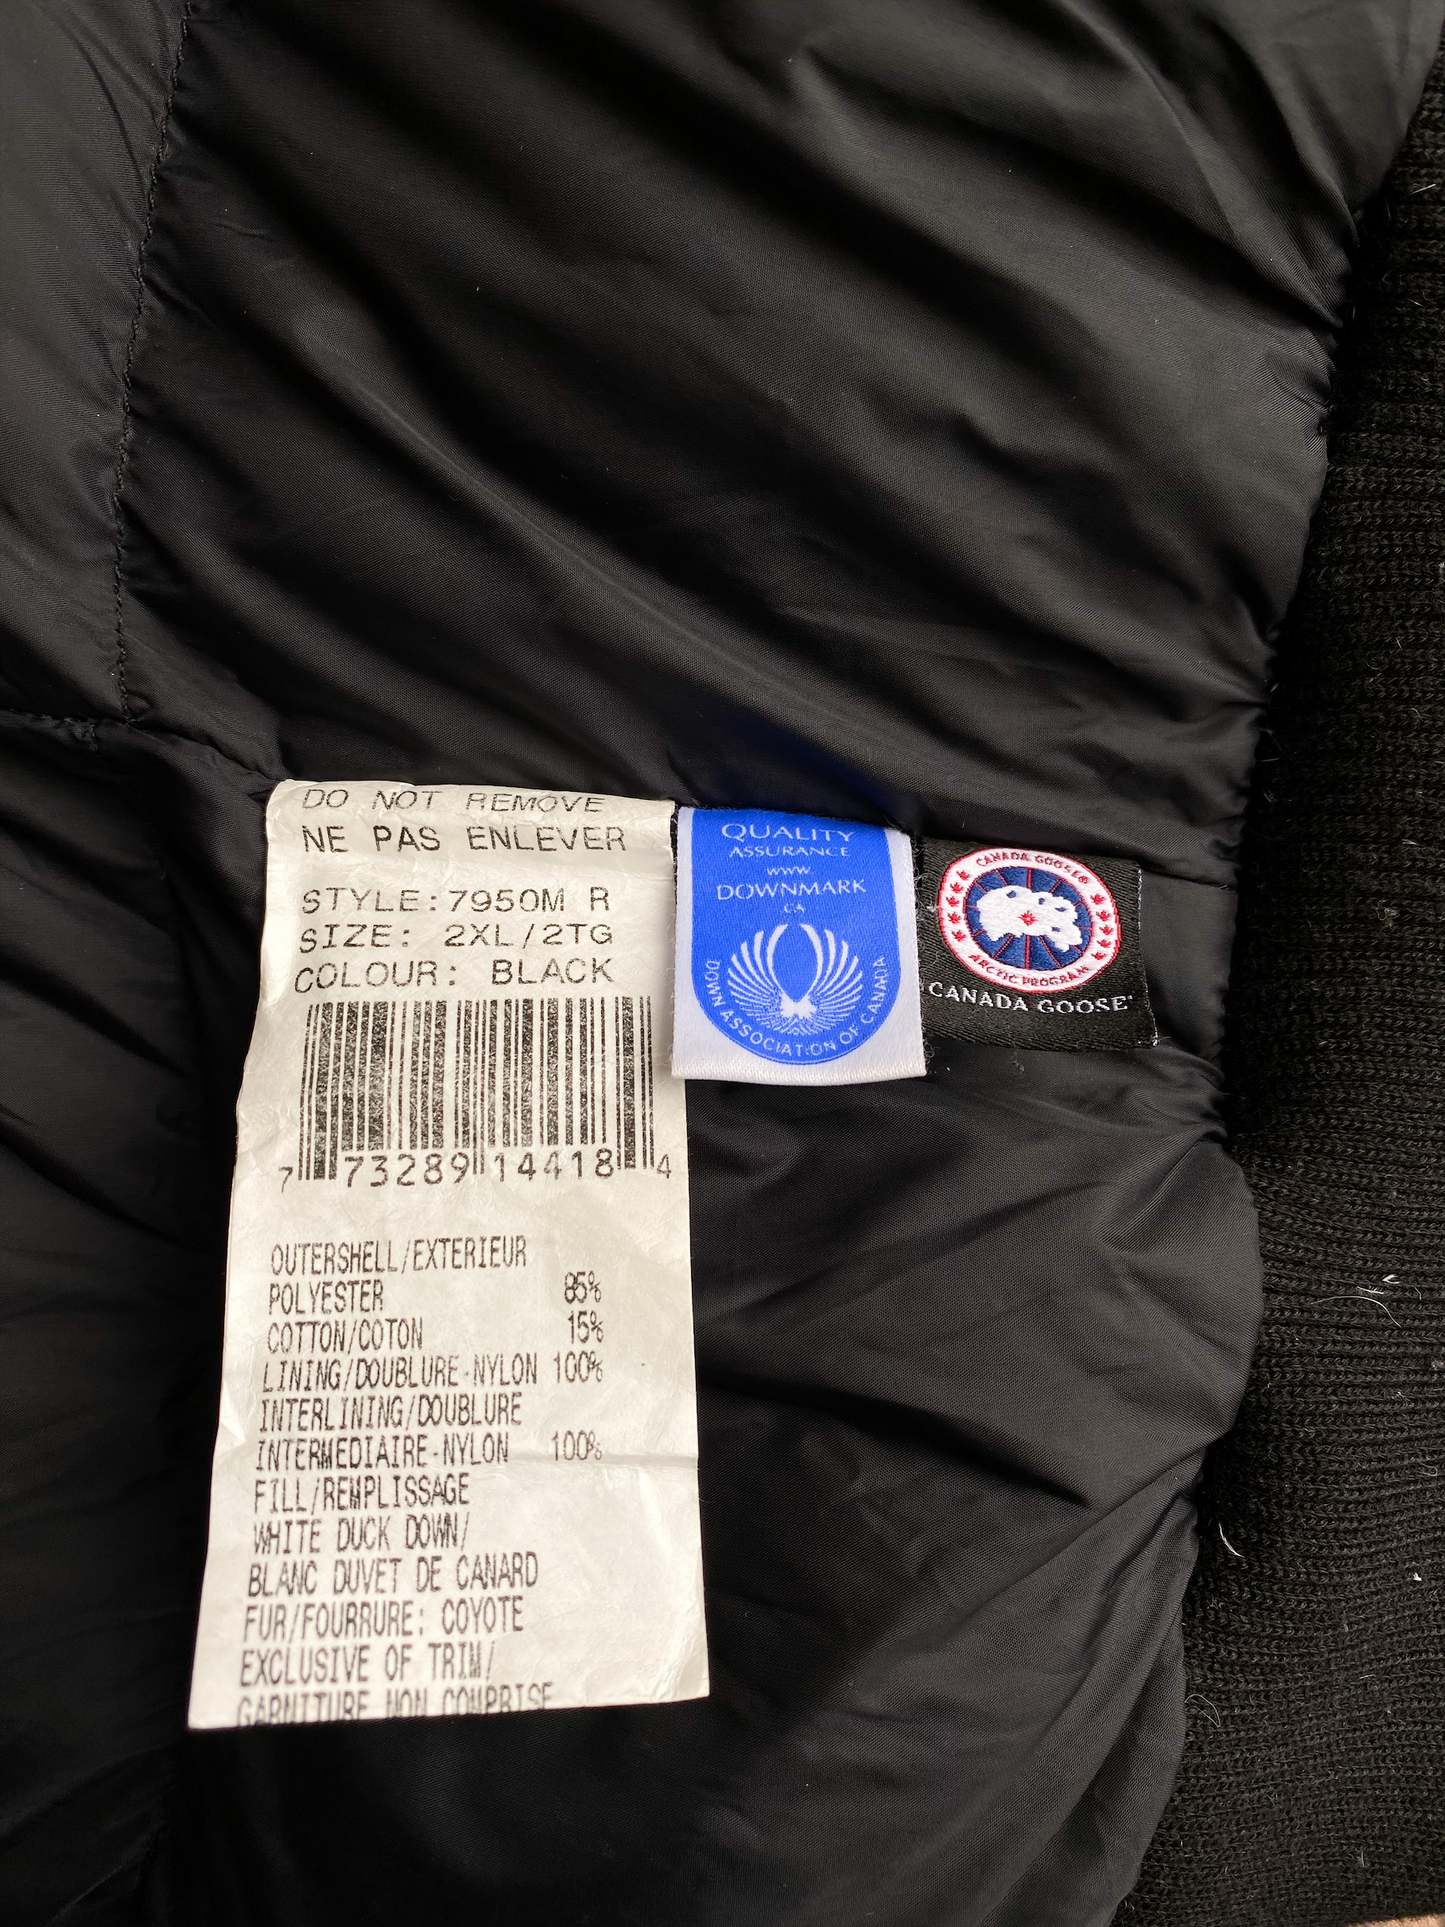 DO NOT REMOVE
NE PAS ENLEVER
STYLE: 7950M R
SIZE: 2XL/2TG
COLOUR: BLACK
7 73289 14418 4
OUTERSHELL/EXTERIEUR
POLYESTER 85%
COTTON/COTON 15%
LINING/DOUBLURE-NYLON 100%
INTERLINING/DOUBLURE
INTERMEDIAIRE-NYLON 100%
FILL/REMPLISSAGE
WHITE DUCK DOWN/
BLANC DUVET DE CANARD
FUR/FOURRURE: COYOTE
EXCLUSIVE OF TRIM/
GARNITURE NON COMPRISE
QUALITY
ASSURANCE
www
DOWNMARK
CA
DOWN ASSOCIATION OF CANADA
CANADA GOOSE®
ARCTIC PROGRAM
CANADA GOOSE